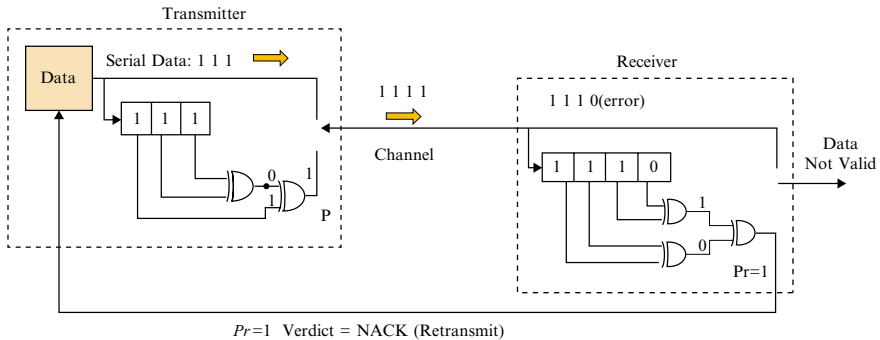 Transmitter
Data
Serial Data: 1 1 1
1 1 1
0
1
1
P
1 1 1 1
Channel
Receiver
1 1 1 0(error)
1 1 1 0
1
0
Pr=1
Data
Not Valid
Pr=1 Verdict = NACK (Retransmit)